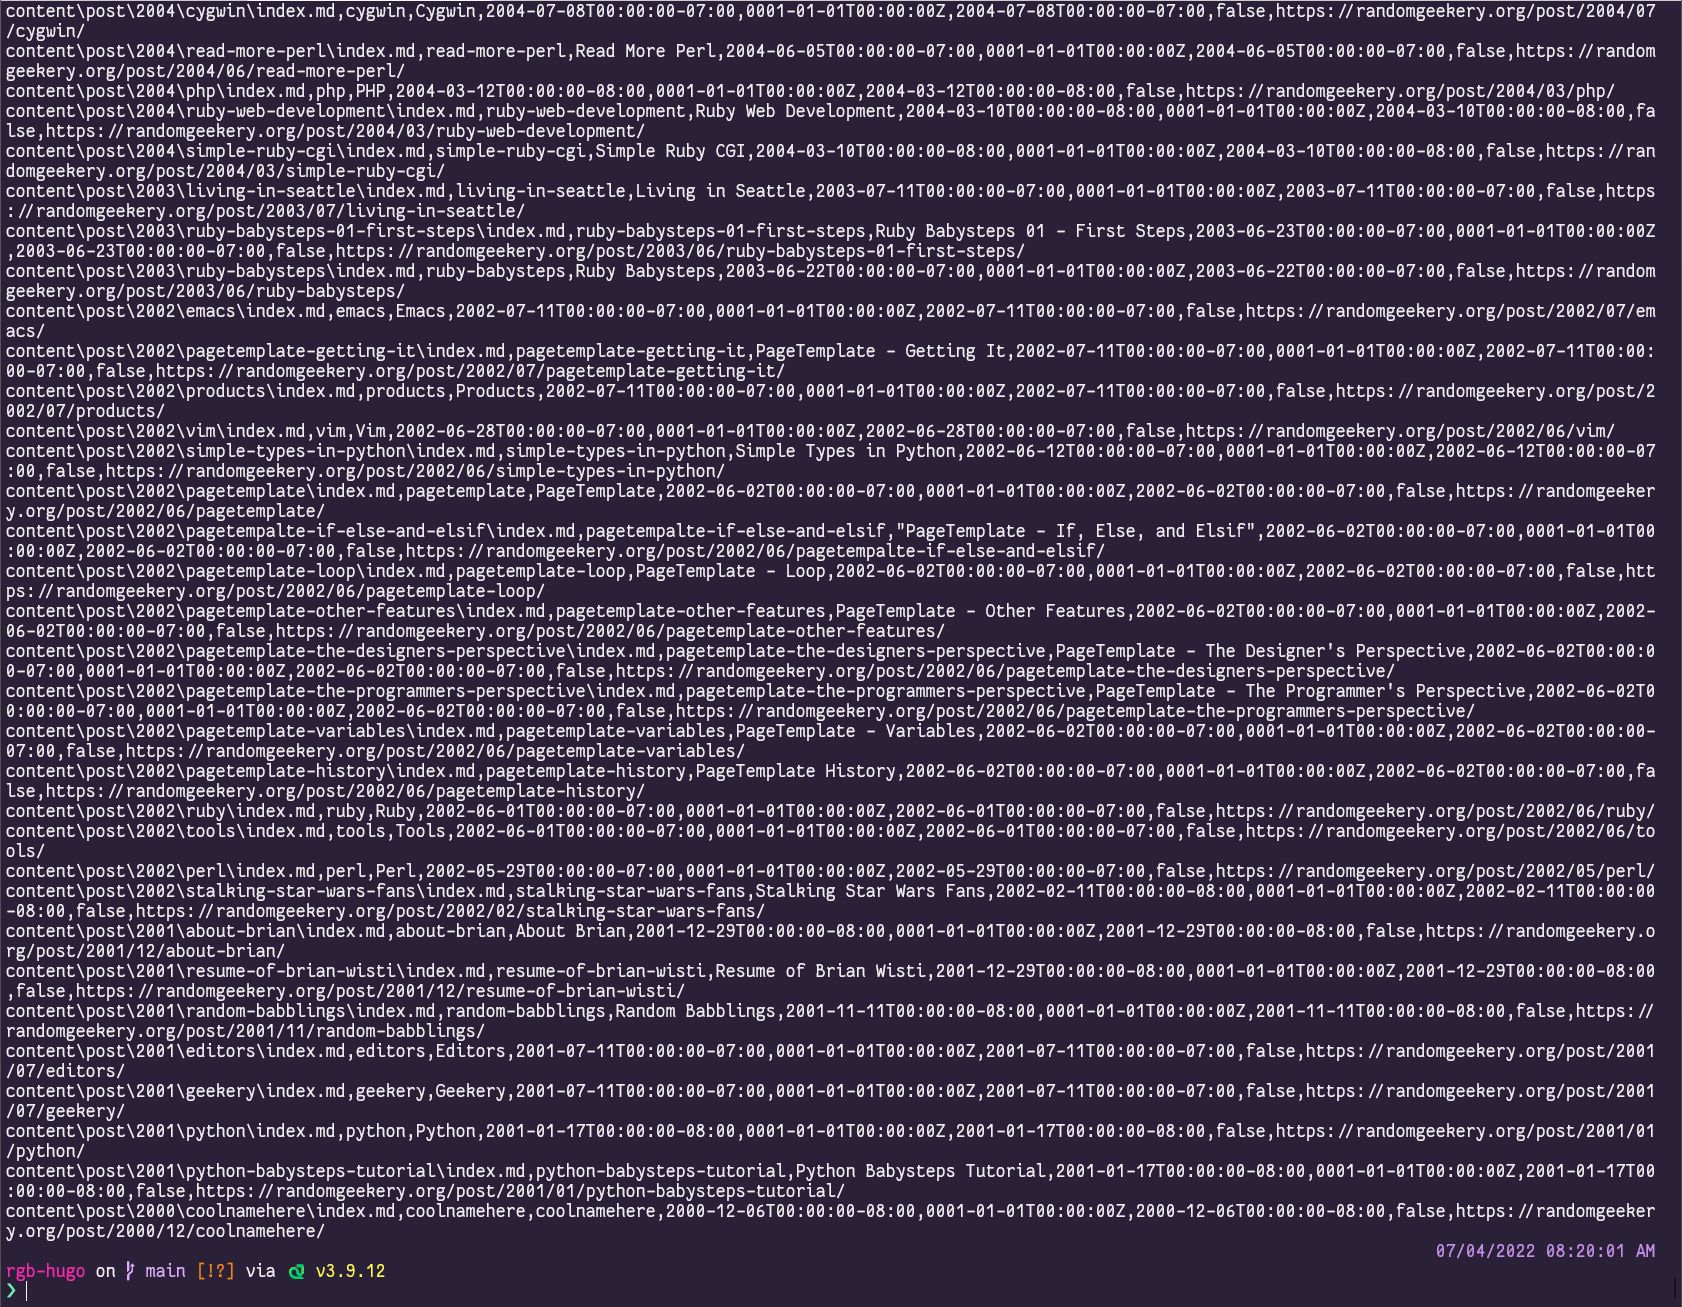 content\post\2004\cygwin\index.md,cygwin,Cygwin,2004-07-08T00:00:00-07:00,0001-01-01T00:00:00Z,2004-07-08T00:00:00-07:00,false,https://randomgeekery.org/post/2004/07
/cygwin/
content\post\2004\read-more-perl\index.md,read-more-perl,Read More Perl,2004-06-05T00:00:00-07:00,0001-01-01T00:00:00Z,2004-06-05T00:00:00-07:00,false,https://random
geekery.org/post/2004/06/read-more-perl/
content\post\2004\php\index.md,php,PHP,2004-03-12T00:00:00-08:00,0001-01-01T00:00:00Z,2004-03-12T00:00:00-08:00,false,https://randomgeekery.org/post/2004/03/php/
content\post\2004\ruby-web-development\index.md,ruby-web-development,Ruby Web Development,2004-03-10T00:00:00-08:00,0001-01-01T00:00:00Z,2004-03-10T00:00:00-08:00,fa
lse,https://randomgeekery.org/post/2004/03/ruby-web-development/
content\post\2004\simple-ruby-cgi\index.md,simple-ruby-cgi,Simple Ruby CGI,2004-03-10T00:00:00-08:00,0001-01-01T00:00:00Z,2004-03-10T00:00:00-08:00,false,https://ran
domgeekery.org/post/2004/03/simple-ruby-cgi/
content\post\2003\living-in-seattle\index.md,living-in-seattle,Living in Seattle,2003-07-11T00:00:00-07:00,0001-01-01T00:00:00Z,2003-07-11T00:00:00-07:00,false,https
://randomgeekery.org/post/2003/07/living-in-seattle/
content\post\2003\ruby-babysteps-01-first-steps\index.md,ruby-babysteps-01-first-steps,Ruby Babysteps 01 - First Steps,2003-06-23T00:00:00-07:00,0001-01-01T00:00:00Z
,2003-06-23T00:00:00-07:00,false,https://randomgeekery.org/post/2003/06/ruby-babysteps-01-first-steps/
content\post\2003\ruby-babysteps\index.md,ruby-babysteps,Ruby Babysteps,2003-06-22T00:00:00-07:00,0001-01-01T00:00:00Z,2003-06-22T00:00:00-07:00,false,https://random
geekery.org/post/2003/06/ruby-babysteps/
content\post\2002\emacs\index.md,emacs,Emacs,2002-07-11T00:00:00-07:00,0001-01-01T00:00:00Z,2002-07-11T00:00:00-07:00,false,https://randomgeekery.org/post/2002/07/em
acs/
content\post\2002\pagetemplate-getting-it\index.md,pagetemplate-getting-it,PageTemplate - Getting It,2002-07-11T00:00:00-07:00,0001-01-01T00:00:00Z,2002-07-11T00:00:
00-07:00,false,https://randomgeekery.org/post/2002/07/pagetemplate-getting-it/
content\post\2002\products\index.md,products,Products,2002-07-11T00:00:00-07:00,0001-01-01T00:00:00Z,2002-07-11T00:00:00-07:00,false,https://randomgeekery.org/post/2
002/07/products/
content\post\2002\vim\index.md,vim,Vim,2002-06-28T00:00:00-07:00,0001-01-01T00:00:00Z,2002-06-28T00:00:00-07:00,false,https://randomgeekery.org/post/2002/06/vim/
content\post\2002\simple-types-in-python\index.md,simple-types-in-python,Simple Types in Python,2002-06-12T00:00:00-07:00,0001-01-01T00:00:00Z,2002-06-12T00:00:00-07
:00,false,https://randomgeekery.org/post/2002/06/simple-types-in-python/
content\post\2002\pagetemplate\index.md,pagetemplate,PageTemplate,2002-06-02T00:00:00-07:00,0001-01-01T00:00:00Z,2002-06-02T00:00:00-07:00,false,https://randomgeeker
y.org/post/2002/06/pagetemplate/
content\post\2002\pagetempalte-if-else-and-elsif\index.md,pagetempalte-if-else-and-elsif,"PageTemplate - If, Else, and Elsif",2002-06-02T00:00:00-07:00,0001-01-01T00
:00:00Z,2002-06-02T00:00:00-07:00,false,https://randomgeekery.org/post/2002/06/pagetempalte-if-else-and-elsif/
content\post\2002\pagetemplate-loop\index.md,pagetemplate-loop,PageTemplate - Loop,2002-06-02T00:00:00-07:00,0001-01-01T00:00:00Z,2002-06-02T00:00:00-07:00,false,htt
ps://randomgeekery.org/post/2002/06/pagetemplate-loop/
content\post\2002\pagetemplate-other-features\index.md,pagetemplate-other-features,PageTemplate - Other Features,2002-06-02T00:00:00-07:00,0001-01-01T00:00:00Z,2002-
06-02T00:00:00-07:00,false,https://randomgeekery.org/post/2002/06/pagetemplate-other-features/
content\post\2002\pagetemplate-the-designers-perspective\index.md,pagetemplate-the-designers-perspective,PageTemplate - The Designer's Perspective,2002-06-02T00:00:0
0-07:00,0001-01-01T00:00:00Z,2002-06-02T00:00:00-07:00,false,https://randomgeekery.org/post/2002/06/pagetemplate-the-designers-perspective/
content\post\2002\pagetemplate-the-programmers-perspective\index.md,pagetemplate-the-programmers-perspective,PageTemplate - The Programmer's Perspective,2002-06-02T0
0:00:00-07:00,0001-01-01T00:00:00Z,2002-06-02T00:00:00-07:00,false,https://randomgeekery.org/post/2002/06/pagetemplate-the-programmers-perspective/
content\post\2002\pagetemplate-variables\index.md,pagetemplate-variables,PageTemplate - Variables,2002-06-02T00:00:00-07:00,0001-01-01T00:00:00Z,2002-06-02T00:00:00-
07:00,false,https://randomgeekery.org/post/2002/06/pagetemplate-variables/
content\post\2002\pagetemplate-history\index.md,pagetemplate-history,PageTemplate History,2002-06-02T00:00:00-07:00,0001-01-01T00:00:00Z,2002-06-02T00:00:00-07:00,fa
lse,https://randomgeekery.org/post/2002/06/pagetemplate-history/
content\post\2002\ruby\index.md,ruby,Ruby,2002-06-01T00:00:00-07:00,0001-01-01T00:00:00Z,2002-06-01T00:00:00-07:00,false,https://randomgeekery.org/post/2002/06/ruby/
content\post\2002\tools\index.md,tools,Tools,2002-06-01T00:00:00-07:00,0001-01-01T00:00:00Z,2002-06-01T00:00:00-07:00,false,https://randomgeekery.org/post/2002/06/to
ols/
content\post\2002\perl\index.md,perl,Perl,2002-05-29T00:00:00-07:00,0001-01-01T00:00:00Z,2002-05-29T00:00:00-07:00,false,https://randomgeekery.org/post/2002/05/perl/
content\post\2002\stalking-star-wars-fans\index.md,stalking-star-wars-fans,Stalking Star Wars Fans,2002-02-11T00:00:00-08:00,0001-01-01T00:00:00Z,2002-02-11T00:00:00
-08:00,false,https://randomgeekery.org/post/2002/02/stalking-star-wars-fans/
content\post\2001\about-brian\index.md,about-brian,About Brian,2001-12-29T00:00:00-08:00,0001-01-01T00:00:00Z,2001-12-29T00:00:00-08:00,false,https://randomgeekery.o
rg/post/2001/12/about-brian/
content\post\2001\resume-of-brian-wisti\index.md,resume-of-brian-wisti,Resume of Brian Wisti,2001-12-29T00:00:00-08:00,0001-01-01T00:00:00Z,2001-12-29T00:00:00-08:00
,false,https://randomgeekery.org/post/2001/12/resume-of-brian-wisti/
content\post\2001\random-babblings\index.md,random-babblings,Random Babblings,2001-11-11T00:00:00-08:00,0001-01-01T00:00:00Z,2001-11-11T00:00:00-08:00,false,https://
randomgeekery.org/post/2001/11/random-babblings/
content\post\2001\editors\index.md,editors,Editors,2001-07-11T00:00:00-07:00,0001-01-01T00:00:00Z,2001-07-11T00:00:00-07:00,false,https://randomgeekery.org/post/2001
/07/editors/
content\post\2001\geekery\index.md,geekery,Geekery,2001-07-11T00:00:00-07:00,0001-01-01T00:00:00Z,2001-07-11T00:00:00-07:00,false,https://randomgeekery.org/post/2001
/07/geekery/
content\post\2001\python\index.md,python,Python,2001-01-17T00:00:00-08:00,0001-01-01T00:00:00Z,2001-01-17T00:00:00-08:00,false,https://randomgeekery.org/post/2001/01
/python/
content\post\2001\python-babysteps-tutorial\index.md,python-babysteps-tutorial,Python Babysteps Tutorial,2001-01-17T00:00:00-08:00,0001-01-01T00:00:00Z,2001-01-17T00
:00:00-08:00,false,https://randomgeekery.org/post/2001/01/python-babysteps-tutorial/
content\post\2000\coolnamehere\index.md,coolnamehere,coolnamehere,2000-12-06T00:00:00-08:00,0001-01-01T00:00:00Z,2000-12-06T00:00:00-08:00,false,https://randomgeeker
y.org/post/2000/12/coolnamehere/
07/04/2022 08:20:01 AM
rgb-hugo on main [!?] via v3.9.12
❯